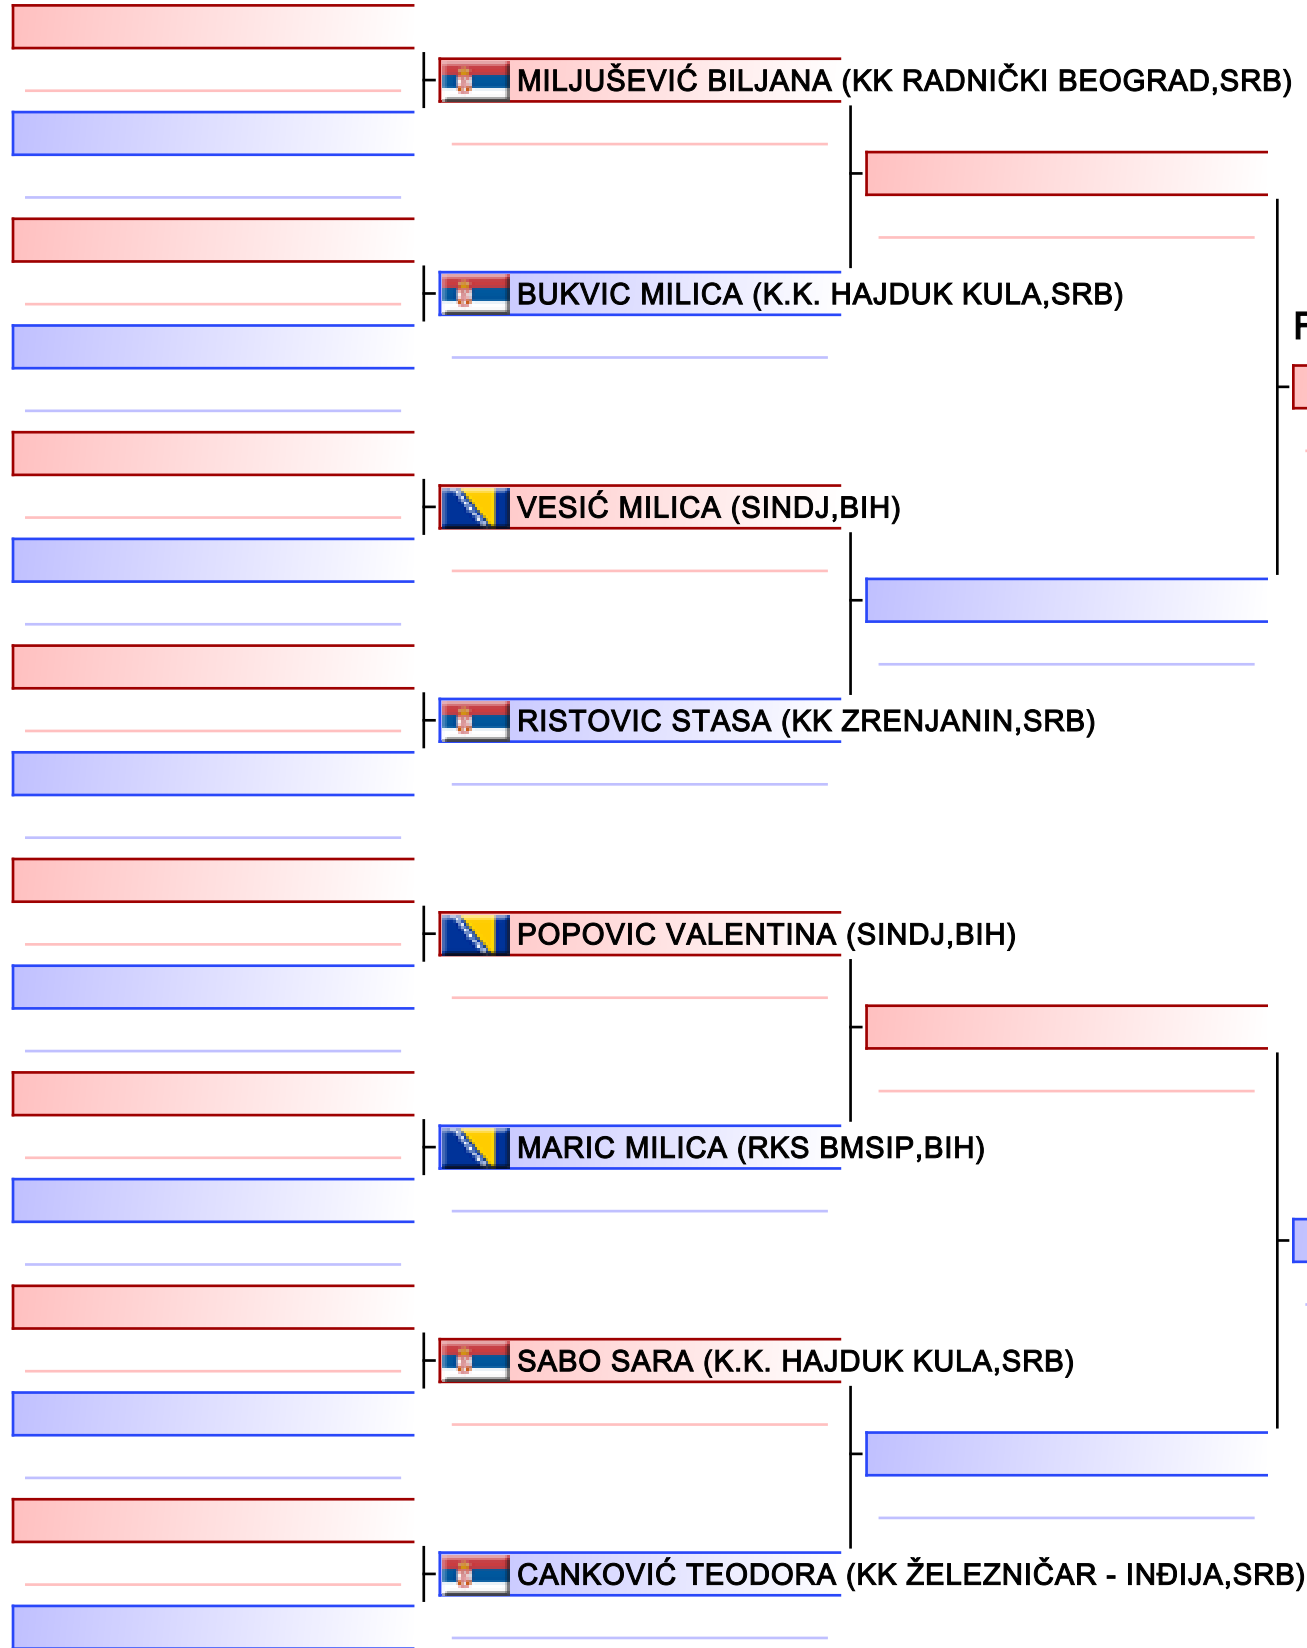 MILJUŠEVIĆ BILJANA (KK RADNIČKI BEOGRAD,SRB)
BUKVIC MILICA (K.K. HAJDUK KULA,SRB)
VESIĆ MILICA (SINDJ,BIH)
RISTOVIC STASA (KK ZRENJANIN,SRB)
POPOVIC VALENTINA (SINDJ,BIH)
MARIC MILICA (RKS BMSIP,BIH)
SABO SARA (K.K. HAJDUK KULA,SRB)
CANKOVIĆ TEODORA (KK ŽELEZNIČAR - INĐIJA,SRB)